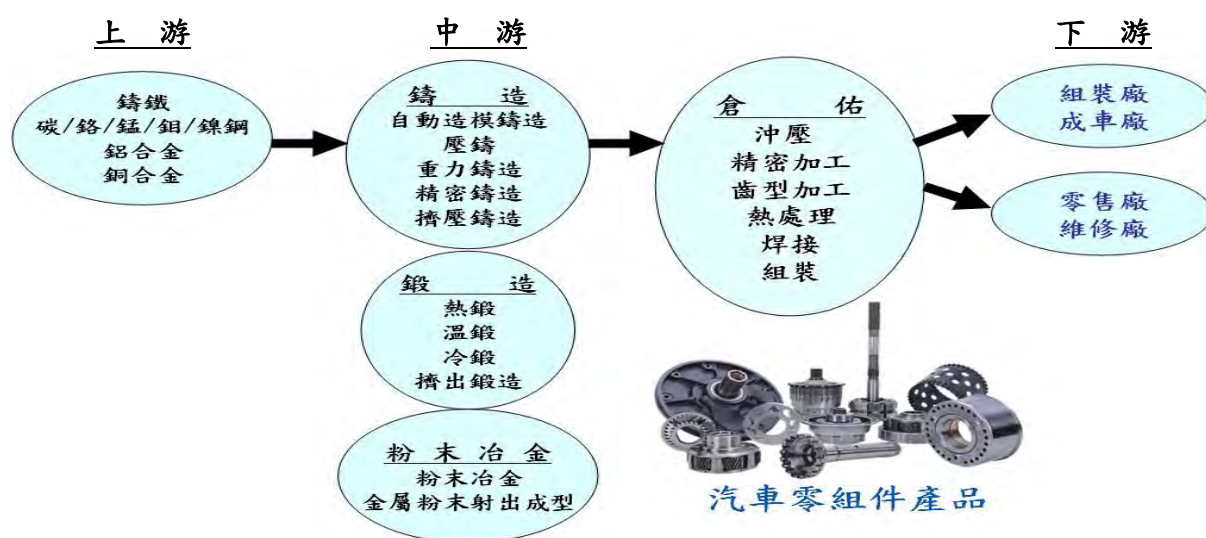 上 游
中 游
下 游
鑄鐵
碳/鉻/錳/鉬/鎳鋼
鋁合金
銅合金
鑄 造
自動造模鑄造
壓鑄
重力鑄造
精密鑄造
擠壓鑄造
鍛 造
熱鍛
溫鍛
冷鍛
擠出鍛造
粉 末 冶 金
粉末冶金
金屬粉末射出成型
倉 佑
沖壓
精密加工
齒型加工
熱處理
焊接
組裝
組裝廠
成車廠
零售廠
維修廠
汽車零組件產品